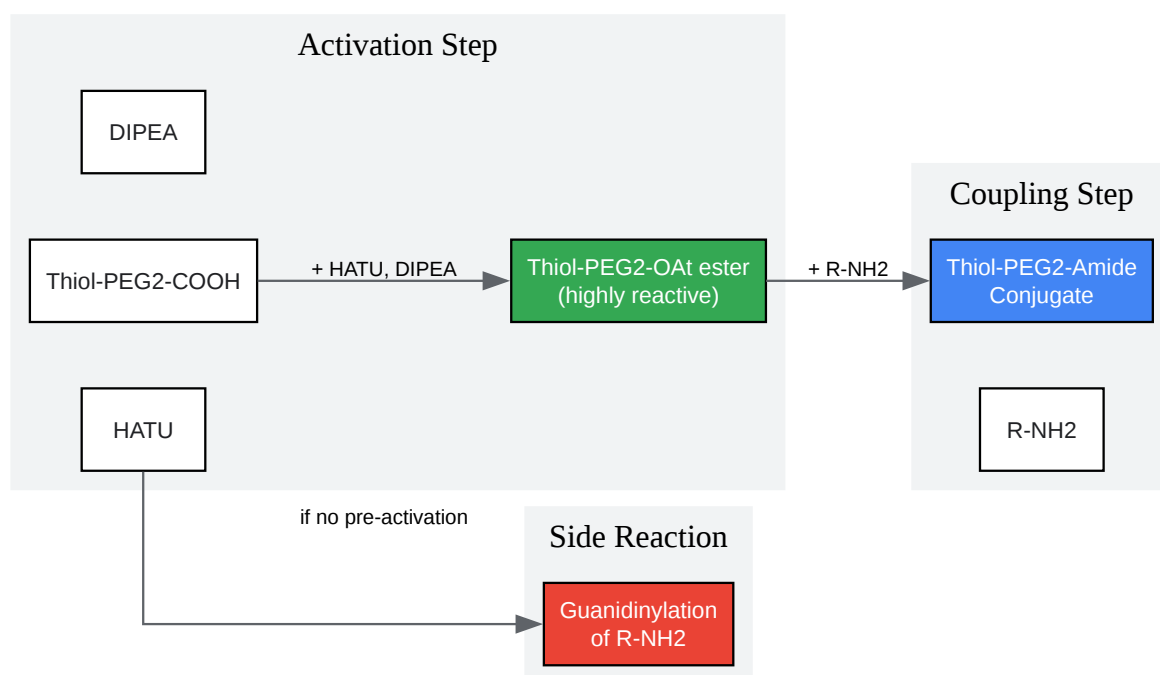 Activation Step
DIPEA
Thiol-PEG2-COOH
+ HATU, DIPEA
Thiol-PEG2-OAt ester
(highly reactive)
+ R-NH2
HATU
Coupling Step
Thiol-PEG2-Amide
Conjugate
R-NH2
if no pre-activation
Side Reaction
Guanidinylation
of R-NH2